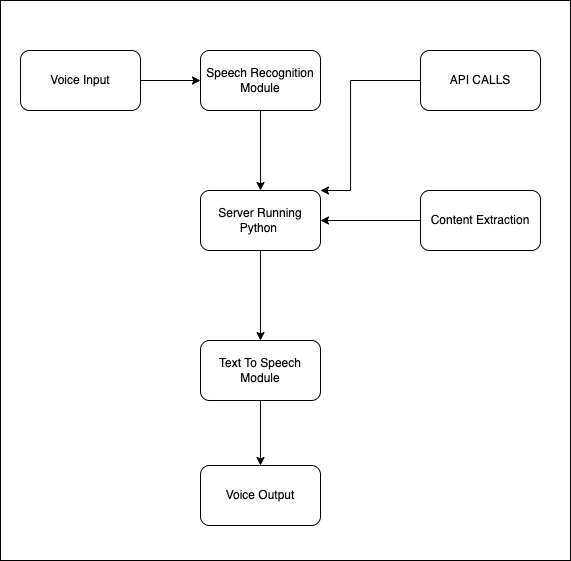 Voice Input
Speech Recognition
Module
API CALLS
Server Running
Python
Content Extraction
Text To Speech
Module
Voice Output